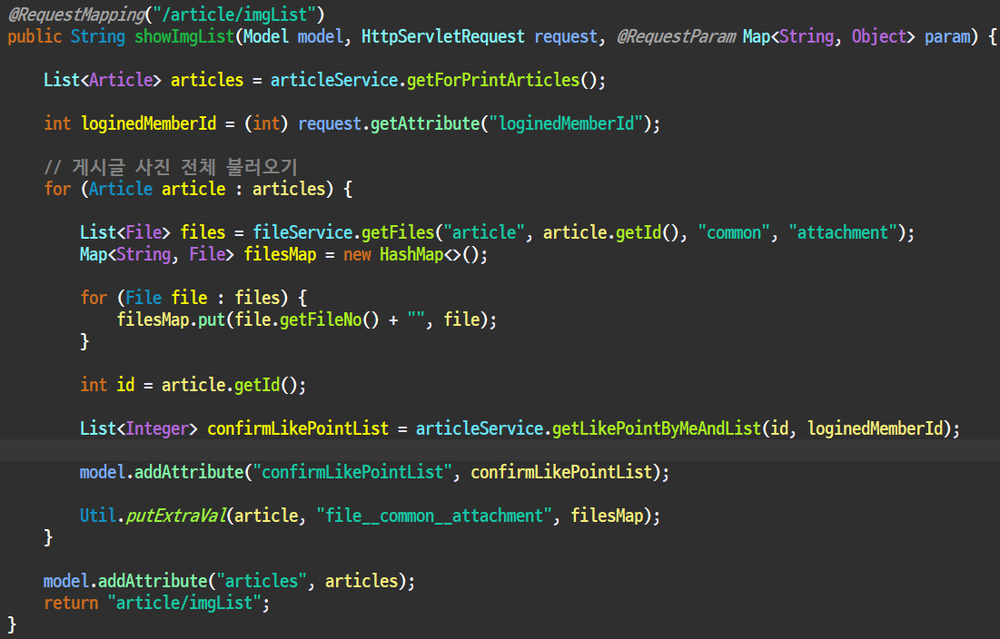 @RequestMapping("/article/imgList")
public String showImgList(Model model, HttpServletRequest request, @RequestParam Map<String, Object> param) {
List<Article> articles = articleService.getForPrintArticles();
int loginedMemberId = (int) request.getAttribute("loginedMemberId");
// 게시글 사진 전체 불러오기
for (Article article : articles) {
List<File> files = fileService.getFiles("article", article.getId(), "common", "attachment");
Map<String, File> filesMap = new HashMap<>();
for (File file : files) {
filesMap.put(file.getFileNo() + "", file);
}
int id = article.getId();
List<Integer> confirmLikePointList = articleService.getLikePointByMeAndList(id, loginedMemberId);
model.addAttribute("confirmLikePointList", confirmLikePointList);
Util.putExtraVal(article, "file__common__attachment", filesMap);
}
model.addAttribute("articles", articles);
return "article/imgList";
}